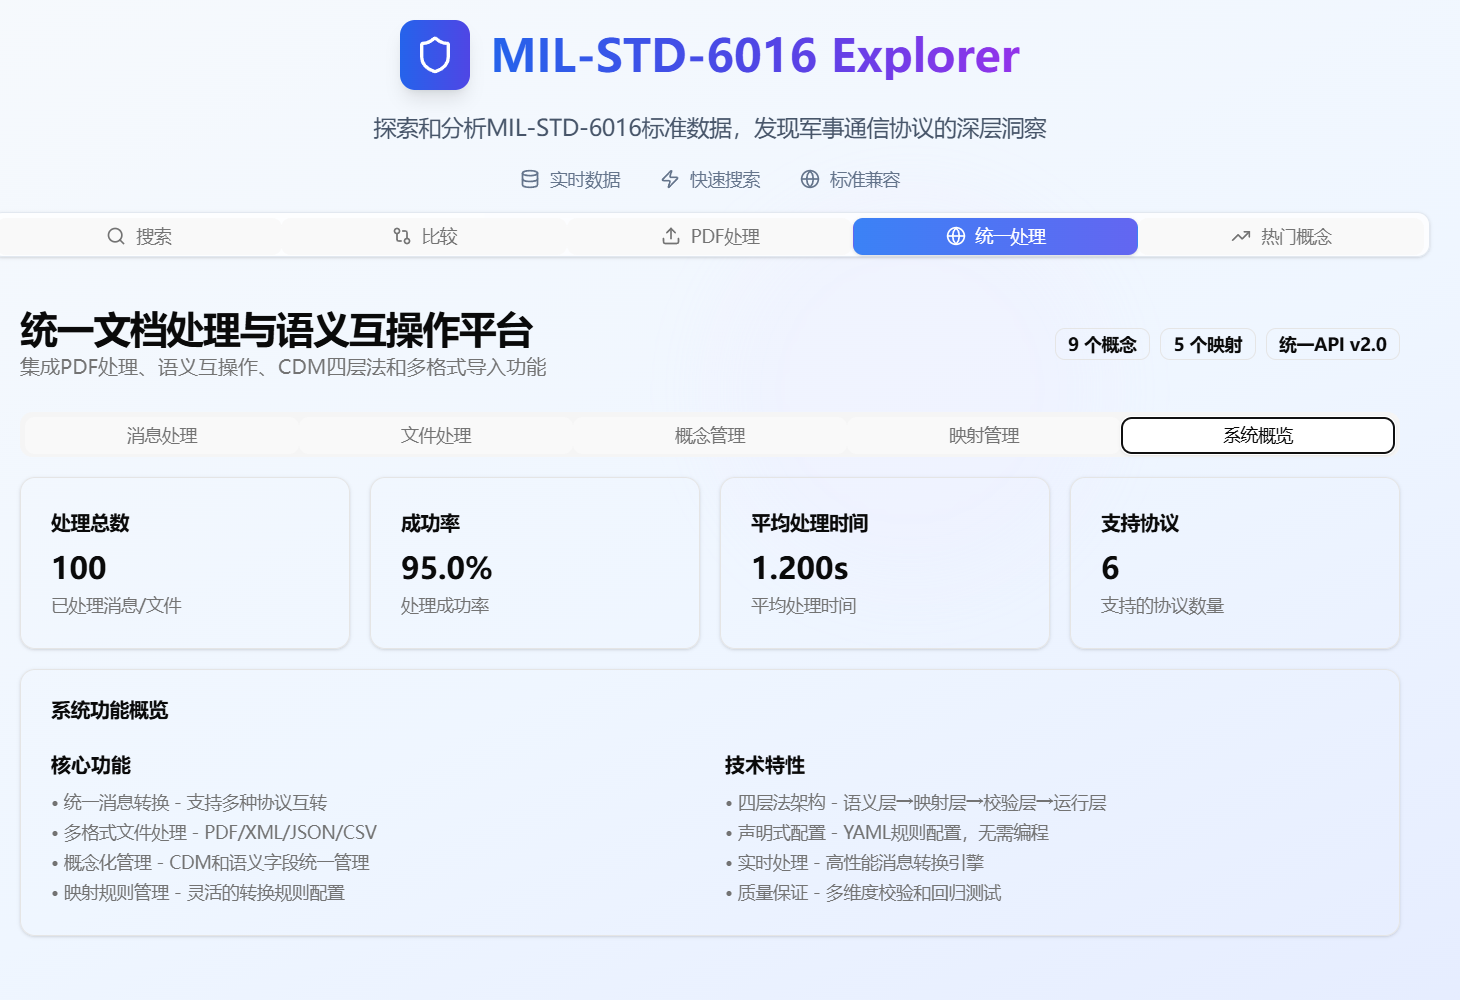 MIL-STD-6016 Explorer
探索和分析MIL-STD-6016标准数据，发现军事通信协议的深层洞察
实时数据 快速搜索 标准兼容
搜索 比较 PDF处理 统一处理 热门概念
统一文档处理与语义互操作平台
集成PDF处理、语义互操作、CDM四层法和多格式导入功能
9 个概念 5 个映射 统一API v2.0
消息处理 文件处理 概念管理 映射管理 系统概览
处理总数
100
已处理消息/文件
成功率
95.0%
处理成功率
平均处理时间
1.200s
平均处理时间
支持协议
6
支持的协议数量
系统功能概览
核心功能
• 统一消息转换 - 支持多种协议互转
• 多格式文件处理 - PDF/XML/JSON/CSV
• 概念化管理 - CDM和语义字段统一管理
• 映射规则管理 - 灵活的转换规则配置
技术特性
• 四层法架构 - 语义层→映射层→校验层→运行层
• 声明式配置 - YAML规则配置，无需编程
• 实时处理 - 高性能消息转换引擎
• 质量保证 - 多维度校验和回归测试